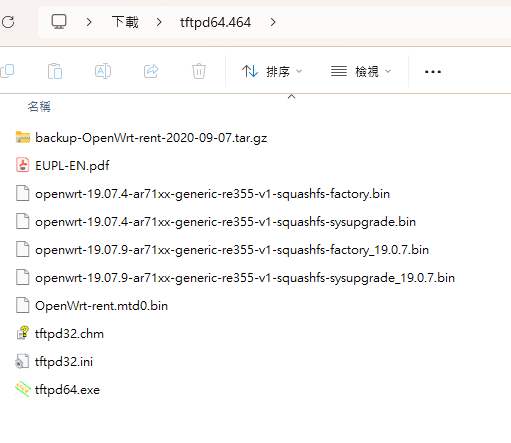 下載 tftpd64.464
排序 檢視
名稱
backup-OpenWrt-rent-2020-09-07.tar.gz
EUPL-EN.pdf
openwrt-19.07.4-ar71xx-generic-re355-v1-squashfs-factory.bin
openwrt-19.07.4-ar71xx-generic-re355-v1-squashfs-sysupgrade.bin
openwrt-19.07.9-ar71xx-generic-re355-v1-squashfs-factory_19.0.7.bin
openwrt-19.07.9-ar71xx-generic-re355-v1-squashfs-sysupgrade_19.0.7.bin
OpenWrt-rent.mtd0.bin
tftpd32.chm
tftpd32.ini
tftpd64.exe